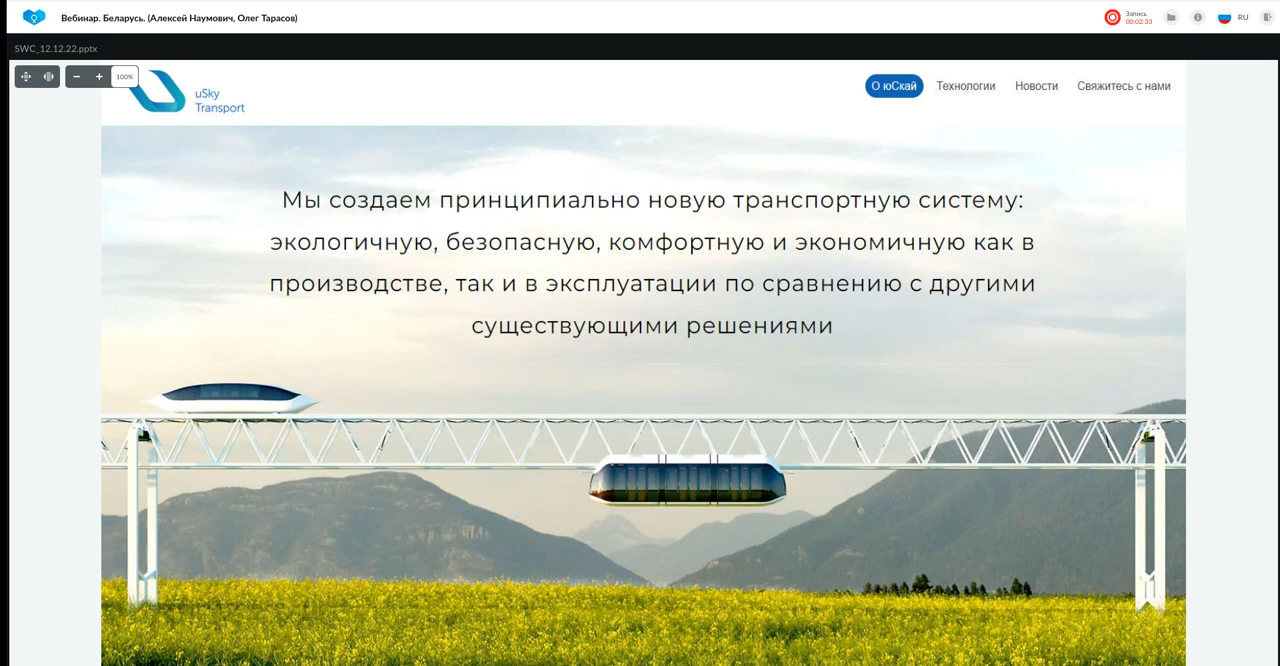 Вебинар. Беларусь. (Алексей Наумович, Олег Тарасов)
Запись
00:02:33
RU
SWC_12.12.22.pptx
100%
uSky
Transport
О юСкай
Технологии
Новости
Свяжитесь с нами
Мы создаем принципиально новую транспортную систему:
экологичную, безопасную, комфортную и экономичную как в
производстве, так и в эксплуатации по сравнению с другими
существующими решениями